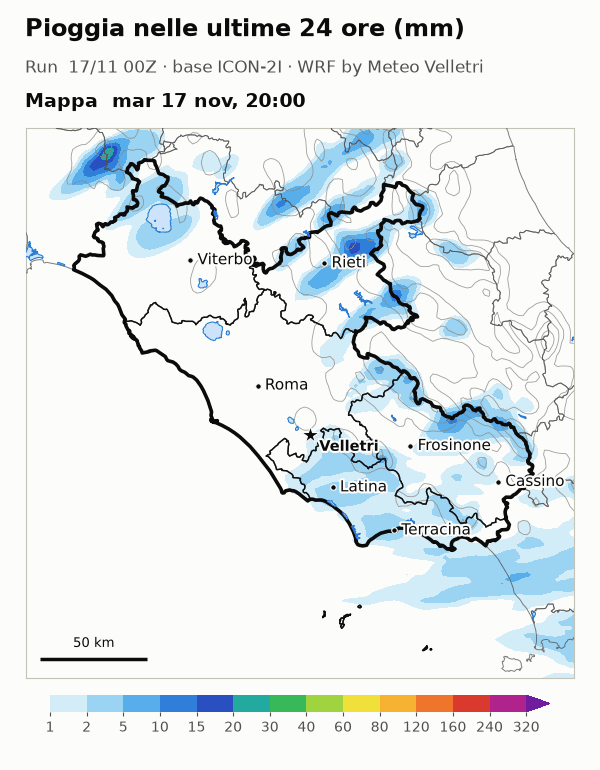 Pioggia nelle ultime 24 ore (mm)
Run 17/11 00Z · base ICON-2I · WRF by Meteo Velletri
Mappa mar 17 nov, 20:00
Viterbo
Rieti
Roma
Velletri
Frosinone
Latina
Cassino
Terracina
50 km
1 2 5 10 15 20 30 40 60 80 120 160 240 320